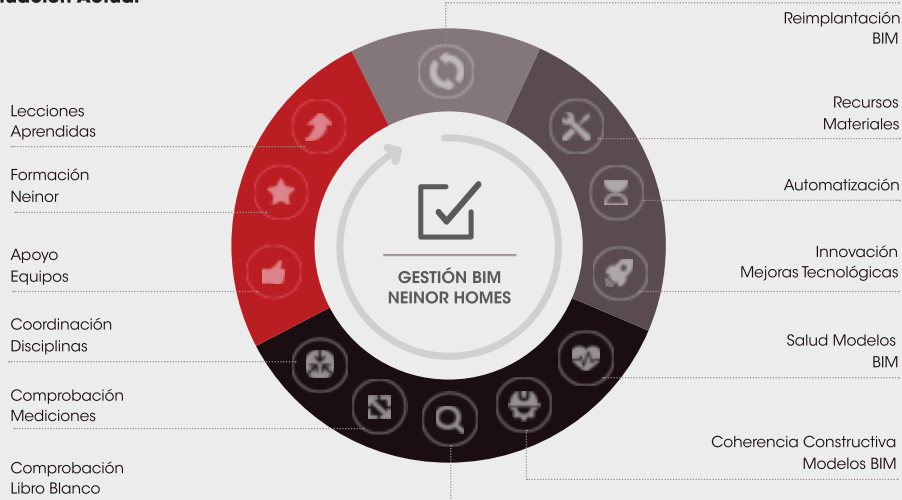 Reimplantación
BIM
Lecciones
Aprendidas
Recursos
Materiales
Formación
Neinor
Automatización
Apoyo
Equipos
Innovación
Mejoras Tecnológicas
GESTIÓN BIM
NEINOR HOMES
Coordinación
Disciplinas
Salud Modelos
BIM
Comprobación
Mediciones
Coherencia Constructiva
Modelos BIM
Comprobación
Libro Blanco